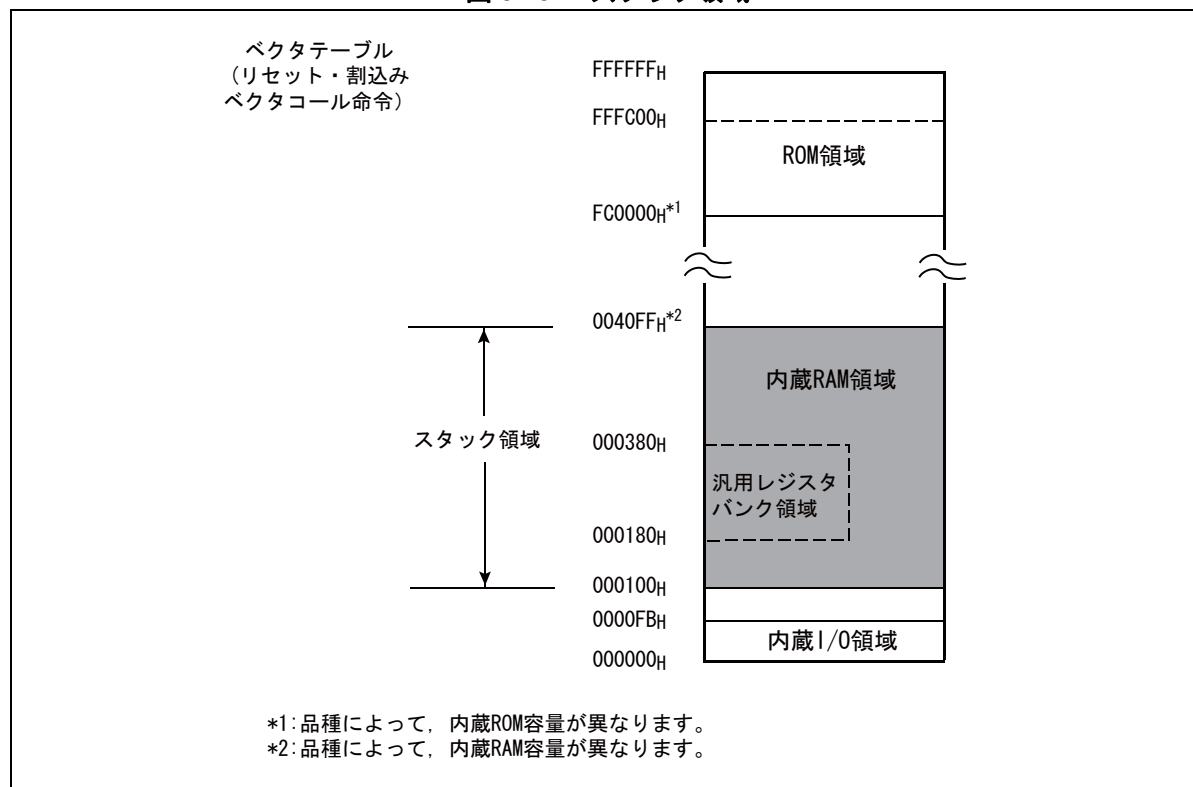 ベクタテーブル
（リセット・割込み
ベクタコール命令）
FFFFFFH
FFFC00H
ROM領域
FC0000H*1
0040FFH*2
内蔵RAM領域
スタック領域
000380H
汎用レジスタ
バンク領域
000180H
000100H
0000FBH
内蔵I/O領域
000000H
*1:品種によって，内蔵ROM容量が異なります。
*2:品種によって，内蔵RAM容量が異なります。